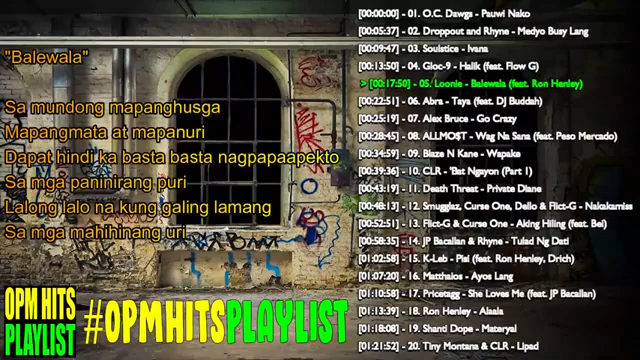 "Balewala"
Sa mundong mapanghusga
Mapangmata at mapanuri
Dapat hindi ka basta basta nagpapaapekto
Sa mga paninirang puri
Lalong lalo na kung galing lamang
Sa mga mahihinang uri
OPM HITS
PLAYLIST
#OPMHITSPLAYLIST
[00:00:00] - 01. O.C. Dawgs - Pauwi Nako
[00:05:37] - 02. Droppout and Rhyne - Medyo Busy Lang
[00:09:47] - 03. Soulstice - Ivana
[00:13:50] - 04. Gloc-9 - Halik (feat. Flow G)
> [00:17:50] - 05. Loonie - Balewala (feat. Ron Henley)
[00:22:51] - 06. Abra - Taya (feat. DJ Buddah)
[00:25:19] - 07. Alex Bruce - Go Crazy
[00:28:45] - 08. ALLMO$T - Wag Na Sana (feat. Peso Mercado)
[00:34:59] - 09. Blaze N Kane - Wapake
[00:39:36] - 10. CLR - 'Bat Ngayon (Part 1)
[00:43:19] - 11. Death Threat - Private Diane
[00:48:13] - 12. Smugglaz, Curse One, Dello & Flict-G - Nakakamiss
[00:52:51] - 13. Flict-G & Curse One - Aking Hiling (feat. Bei)
[00:58:35] - 14. JP Bacallan & Rhyne - Tulad Ng Dati
[01:02:58] - 15. K-Leb - Pisi (feat. Ron Henley, Drich)
[01:07:20] - 16. Matthaios - Ayos Lang
[01:10:58] - 17. Pricetagg - She Loves Me (feat. JP Bacallan)
[01:13:39] - 18. Ron Henley - Alaala
[01:18:08] - 19. Shanti Dope - Materyal
[01:21:52] - 20. Tiny Montana & CLR - Lipad